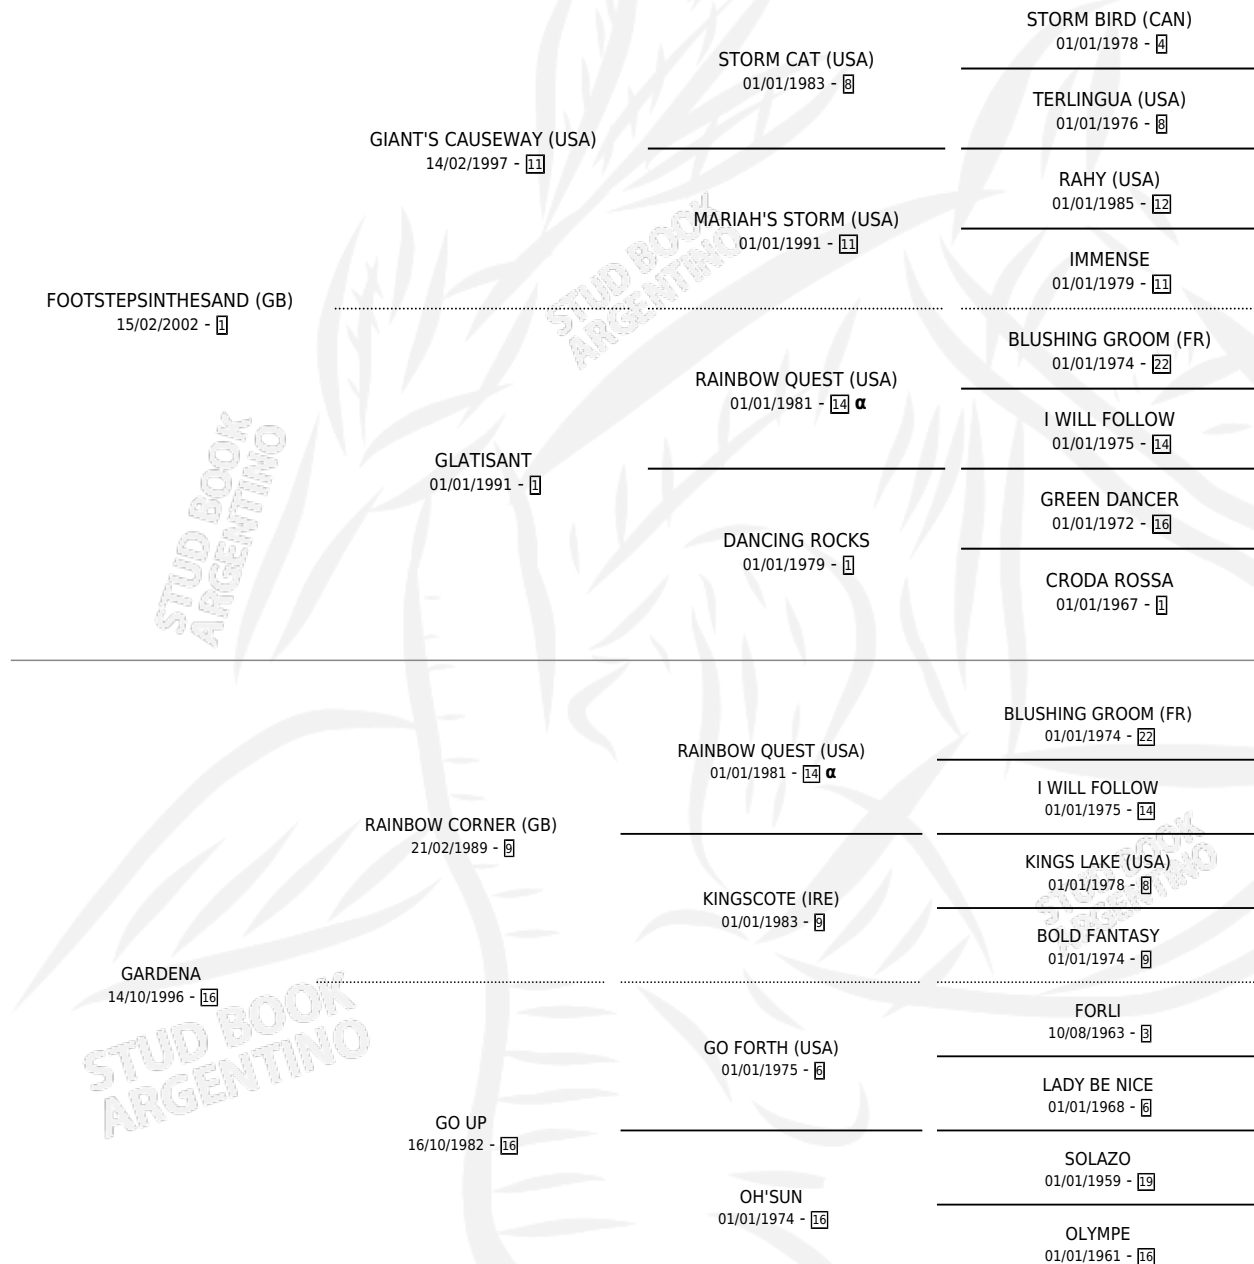 STORM BIRD (CAN)
01/01/1978 - 4
STORM CAT (USA)
01/01/1983 - 8
TERLINGUA (USA)
01/01/1976 - 8
GIANT'S CAUSEWAY (USA)
14/02/1997 - 11
RAHY (USA)
01/01/1985 - 12
MARIAH'S STORM (USA)
01/01/1991 - 11
IMMENSE
01/01/1979 - 11
FOOTSTEPSINTHESAND (GB)
15/02/2002 - 1
BLUSHING GROOM (FR)
01/01/1974 - 22
RAINBOW QUEST (USA)
01/01/1981 - 14 α
I WILL FOLLOW
01/01/1975 - 14
GLATISANT
01/01/1991 - 1
GREEN DANCER
01/01/1972 - 16
DANCING ROCKS
01/01/1979 - 1
CRODA ROSSA
01/01/1967 - 1
BLUSHING GROOM (FR)
01/01/1974 - 22
RAINBOW QUEST (USA)
01/01/1981 - 14 α
I WILL FOLLOW
01/01/1975 - 14
RAINBOW CORNER (GB)
21/02/1989 - 9
KINGS LAKE (USA)
01/01/1978 - 8
KINGSCOTE (IRE)
01/01/1983 - 9
BOLD FANTASY
01/01/1974 - 9
GARDENA
14/10/1996 - 16
FORLI
10/08/1963 - 3
GO FORTH (USA)
01/01/1975 - 6
LADY BE NICE
01/01/1968 - 6
GO UP
16/10/1982 - 16
SOLAZO
01/01/1959 - 19
OH'SUN
01/01/1974 - 16
OLYMPE
01/01/1961 - 16
STUD BOOK
ARGENTINO
STUD BOOK
ARGENTINO
STUD BOOK
ARGENTINO
STUD BOOK
ARGENTINO